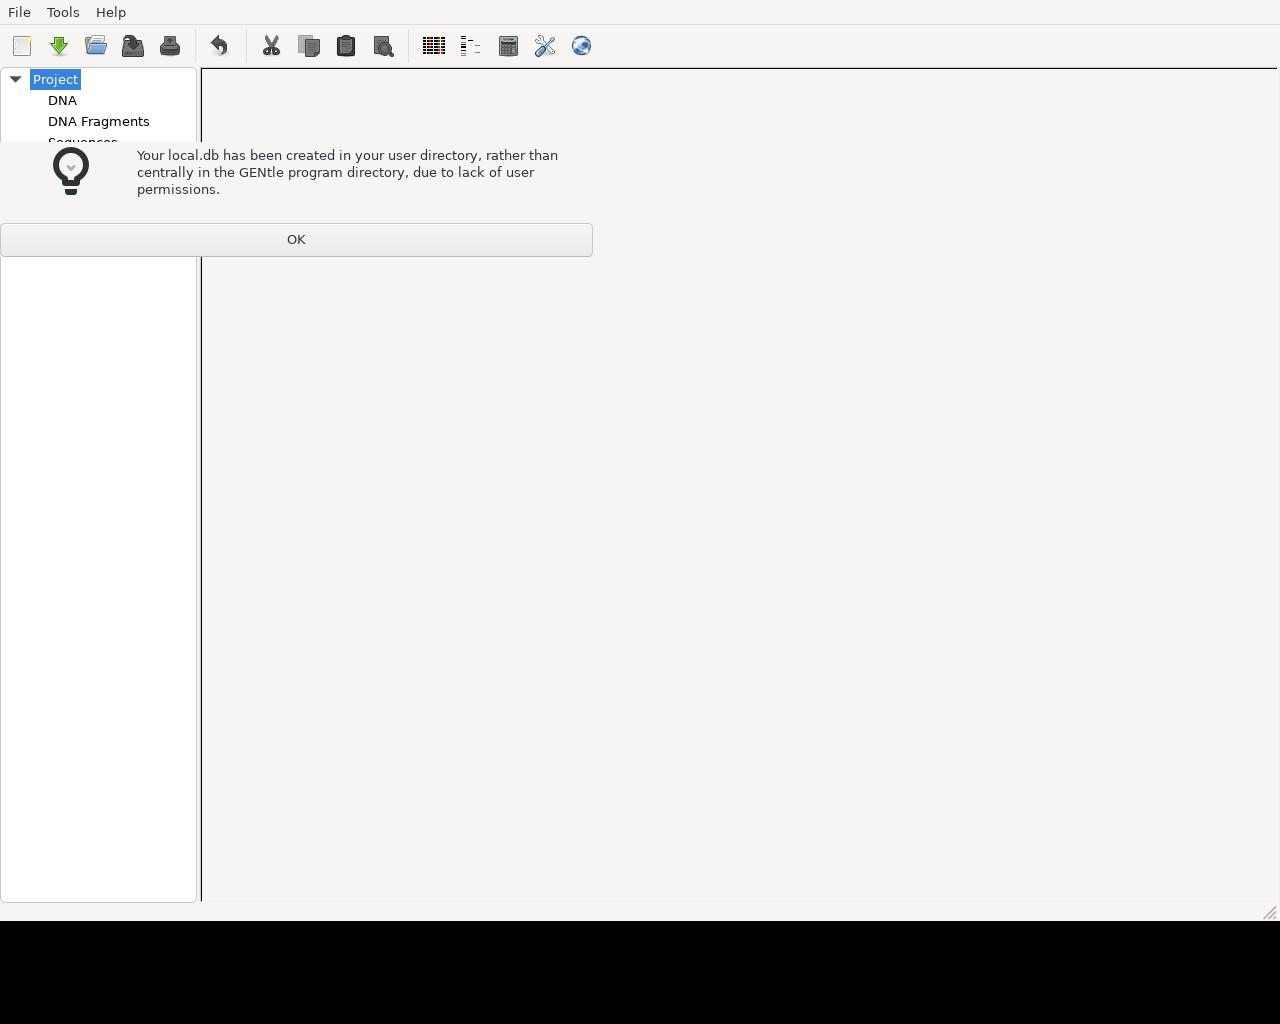 File Tools Help
Project
DNA
DNA Fragments
Sequences
Your local.db has been created in your user directory, rather than
centrally in the GENtle program directory, due to lack of user
permissions.
OK